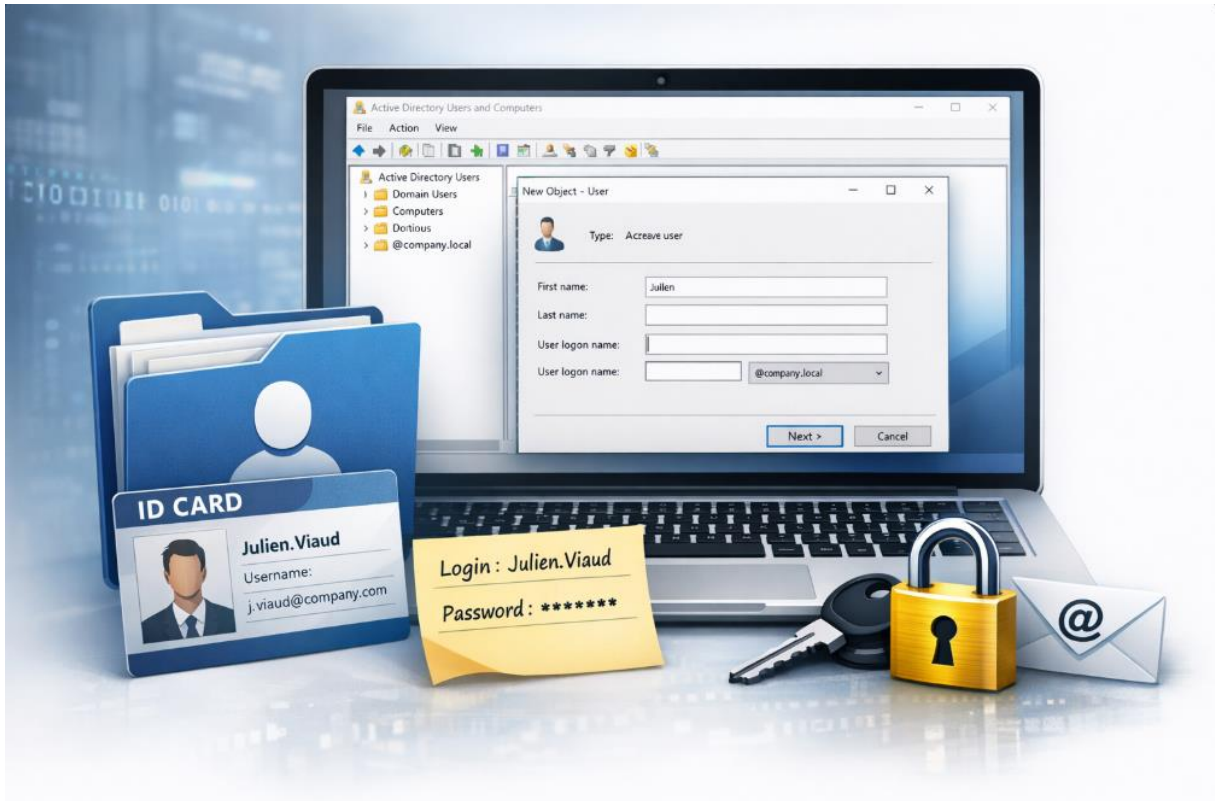 Active Directory Users and Computers
File Action View
Active Directory Users
Domain Users
Computers
Dortious
@company.local
New Object - User
Type: Acreave user
First name: Juilen
Last name:
User logon name:
User logon name: @company.local
Next > Cancel
ID CARD
Julien.Viaud
Username:
j.viaud@company.com
Login : Julien.Viaud
Password : *******
@